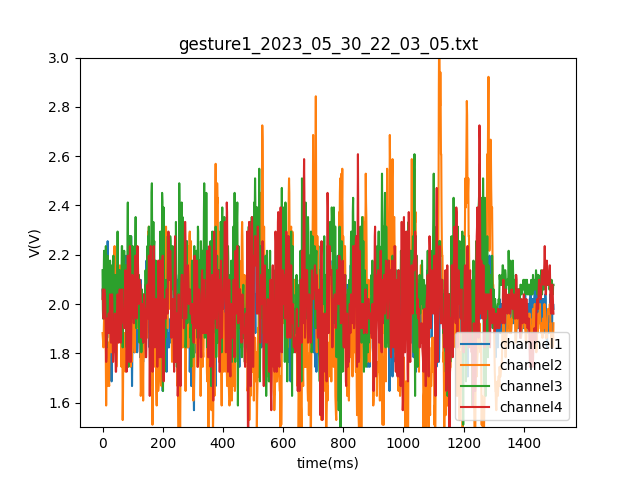 gesture1_2023_05_30_22_03_05.txt
3.0
2.8
2.6
2.4
2.2
2.0
1.8
1.6
V(V)
channel1
channel2
channel3
channel4
0 200 400 600 800 1000 1200 1400
time(ms)